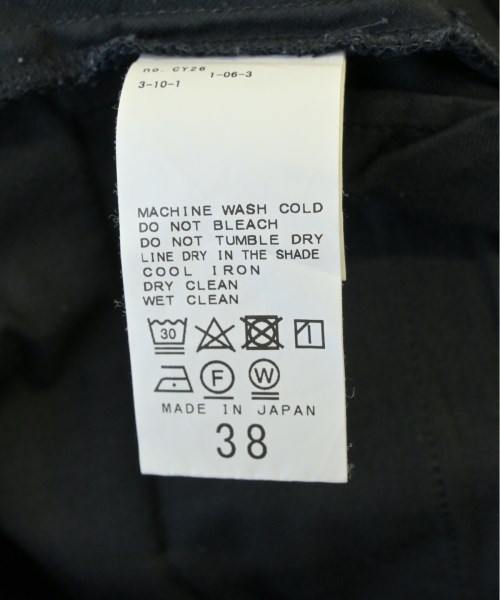 no. CY26 1-06-3
3-10-1
MACHINE WASH COLD
DO NOT BLEACH
DO NOT TUMBLE DRY
LINE DRY IN THE SHADE
COOL IRON
DRY CLEAN
WET CLEAN
30
F W
MADE IN JAPAN
38